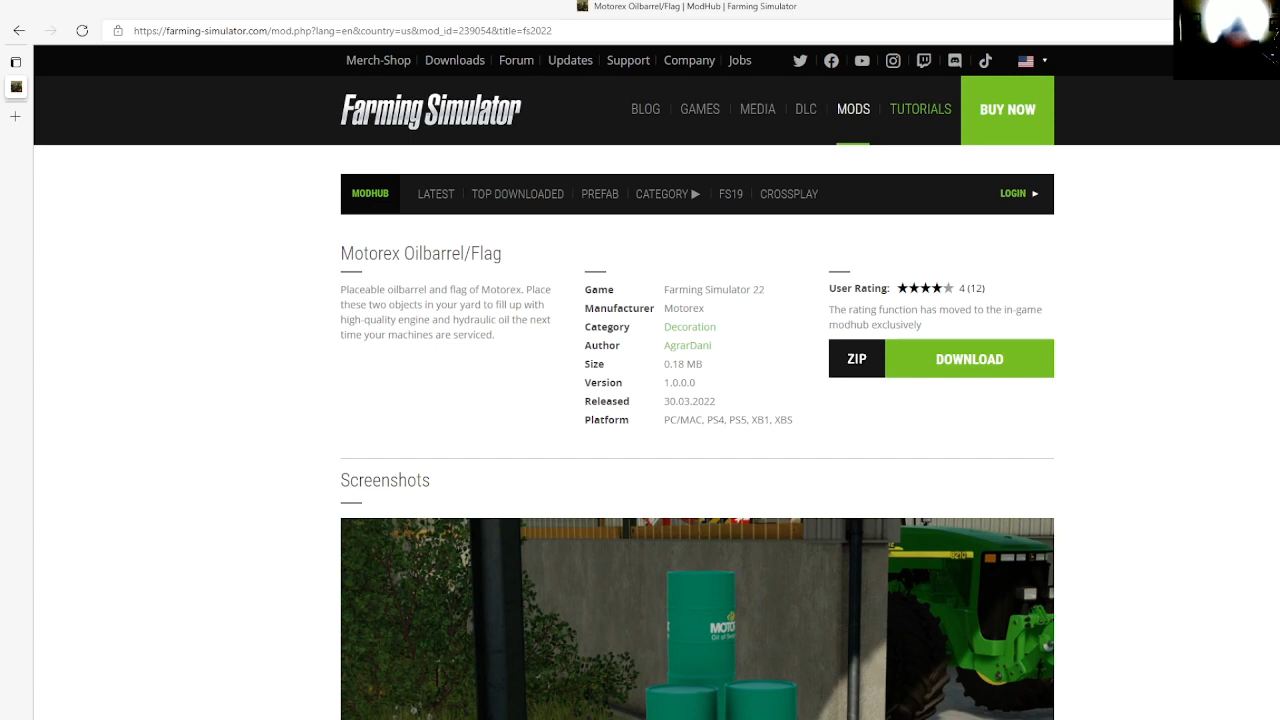 Motorex Oilbarrel/Flag | ModHub | Farming Simulator
https://farming-simulator.com/mod.php?lang=en&country=us&mod_id=239054&title=fs2022
Merch-Shop Downloads Forum Updates Support Company Jobs
Farming Simulator
BLOG GAMES MEDIA DLC MODS TUTORIALS BUY NOW
MODHUB LATEST TOP DOWNLOADED PREFAB CATEGORY ▶ FS19 CROSSPLAY LOGIN ►
Motorex Oilbarrel/Flag
Placeable oilbarrel and flag of Motorex. Place
these two objects in your yard to fill up with
high-quality engine and hydraulic oil the next
time your machines are serviced.
Game Farming Simulator 22
Manufacturer Motorex
Category Decoration
Author AgrarDani
Size 0.18 MB
Version 1.0.0.0
Released 30.03.2022
Platform PC/MAC, PS4, PS5, XB1, XBS
User Rating: ★★★★★ 4 (12)
The rating function has moved to the in-game
modhub exclusively
ZIP DOWNLOAD
Screenshots
8210
MOTO
Oil of